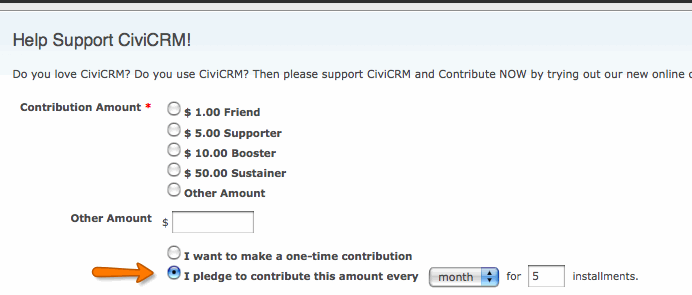 Help Support CiviCRM!
Do you love CiviCRM? Do you use CiviCRM? Then please support CiviCRM and Contribute NOW by trying out our new online
Contribution Amount *
$ 1.00 Friend
$ 5.00 Supporter
$ 10.00 Booster
$ 50.00 Sustainer
Other Amount
Other Amount $
I want to make a one-time contribution
I pledge to contribute this amount every month for 5 installments.